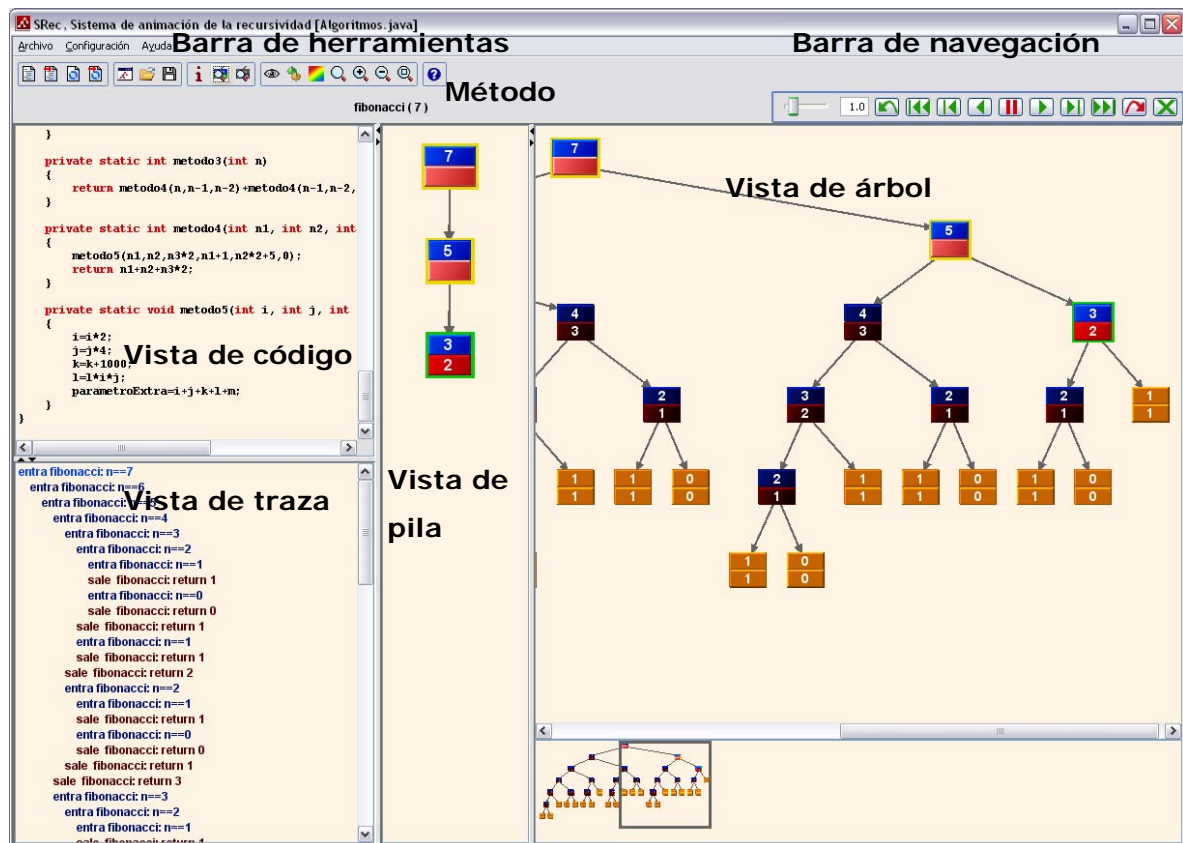 SRec , Sistema de animación de la recursividad [Algoritmos.java]
Archivo Configuración Ayuda
Barra de herramientas
Barra de navegación
Método
fibonacci ( 7 )
1.0
}
private static int metodo3(int n)
{
return metodo4(n,n-1,n-2)+metodo4(n-1,n-2,
}
private static int metodo4(int n1, int n2, int
{
metodo5(n1,n2,n3*2,n1+1,n2*2+5,0);
return n1+n2+n3*2;
}
private static void metodo5(int i, int j, int
{
i=i*2;
j=j*4;
k=k+1000;
l=l*i*j;
parametroExtra=i+j+k+l+m;
}
}
Vista de código
entra fibonacci: n==7
entra fibonacci: n==6
entra fibonacci: n==5
entra fibonacci: n==4
entra fibonacci: n==3
entra fibonacci: n==2
entra fibonacci: n==1
sale fibonacci: return 1
entra fibonacci: n==0
sale fibonacci: return 0
sale fibonacci: return 1
entra fibonacci: n==1
sale fibonacci: return 1
sale fibonacci: return 2
entra fibonacci: n==2
entra fibonacci: n==1
sale fibonacci: return 1
entra fibonacci: n==0
sale fibonacci: return 0
sale fibonacci: return 1
sale fibonacci: return 3
entra fibonacci: n==3
entra fibonacci: n==2
entra fibonacci: n==1
sale fibonacci: return 1
Vista de traza
7
5
3
2
Vista de
pila
Vista de árbol
7
5
4 4 3
3 3 2
2 3 2 2 1
1 2 1 1 1
1 1 0 2 1 1 0 1 0
1 1 0 1 1 1 0 1 0
1 0
1 0